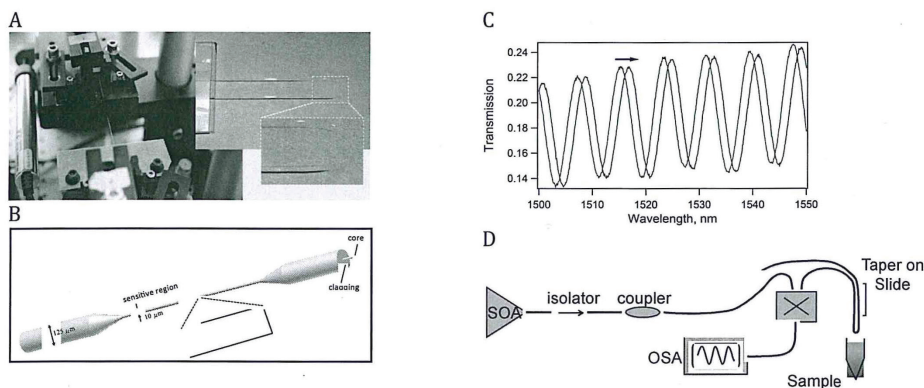 A
B
core
cladding
sensitive region
10 μm
125 μm
C
Transmission
0.24
0.22
0.20
0.18
0.16
0.14
1500
1510
1520
1530
1540
1550
Wavelength, nm
D
Taper on
Slide
isolator
coupler
SOA
OSA
Sample